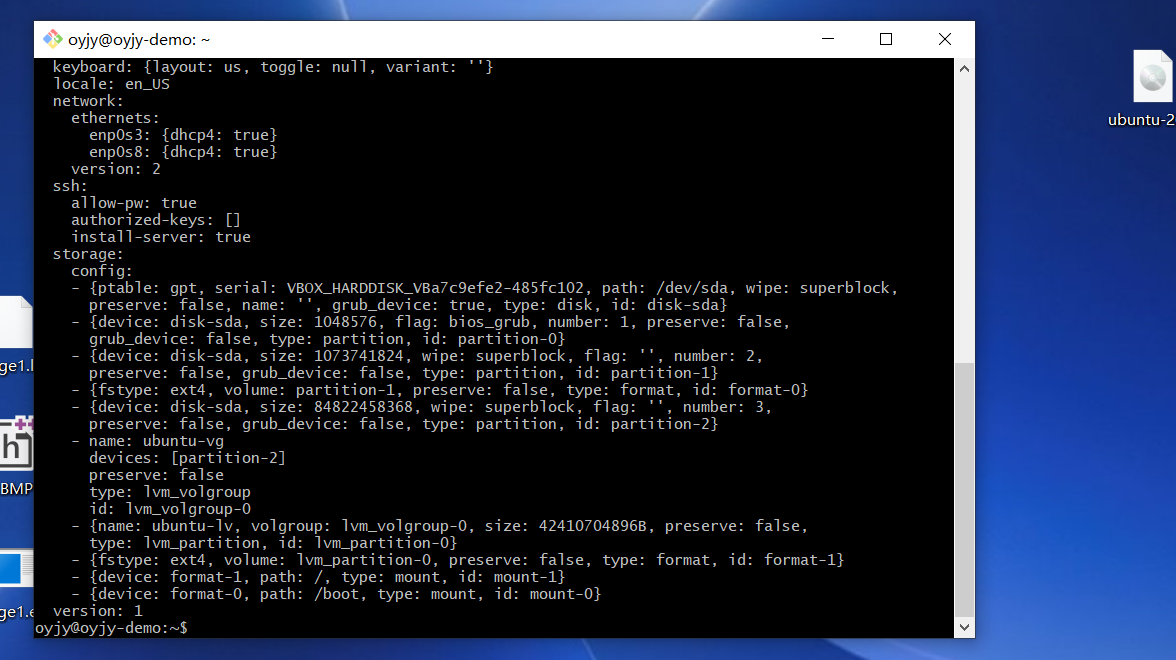 oyjy@oyjy-demo: ~
keyboard: {layout: us, toggle: null, variant: ''}
locale: en_US
network:
ethernets:
enp0s3: {dhcp4: true}
enp0s8: {dhcp4: true}
version: 2
ssh:
allow-pw: true
authorized-keys: []
install-server: true
storage:
config:
- {ptable: gpt, serial: VBOX_HARDDISK_VBa7c9efe2-485fc102, path: /dev/sda, wipe: superblock,
preserve: false, name: '', grub_device: true, type: disk, id: disk-sda}
- {device: disk-sda, size: 1048576, flag: bios_grub, number: 1, preserve: false,
grub_device: false, type: partition, id: partition-0}
- {device: disk-sda, size: 1073741824, wipe: superblock, flag: '', number: 2,
preserve: false, grub_device: false, type: partition, id: partition-1}
- {fstype: ext4, volume: partition-1, preserve: false, type: format, id: format-0}
- {device: disk-sda, size: 84822458368, wipe: superblock, flag: '', number: 3,
preserve: false, grub_device: false, type: partition, id: partition-2}
- name: ubuntu-vg
devices: [partition-2]
preserve: false
type: lvm_volgroup
id: lvm_volgroup-0
- {name: ubuntu-lv, volgroup: lvm_volgroup-0, size: 42410704896B, preserve: false,
type: lvm_partition, id: lvm_partition-0}
- {fstype: ext4, volume: lvm_partition-0, preserve: false, type: format, id: format-1}
- {device: format-1, path: /, type: mount, id: mount-1}
- {device: format-0, path: /boot, type: mount, id: mount-0}
version: 1
oyjy@oyjy-demo:~$
ubuntu-2
ge1.
h
BMP
ge1.e